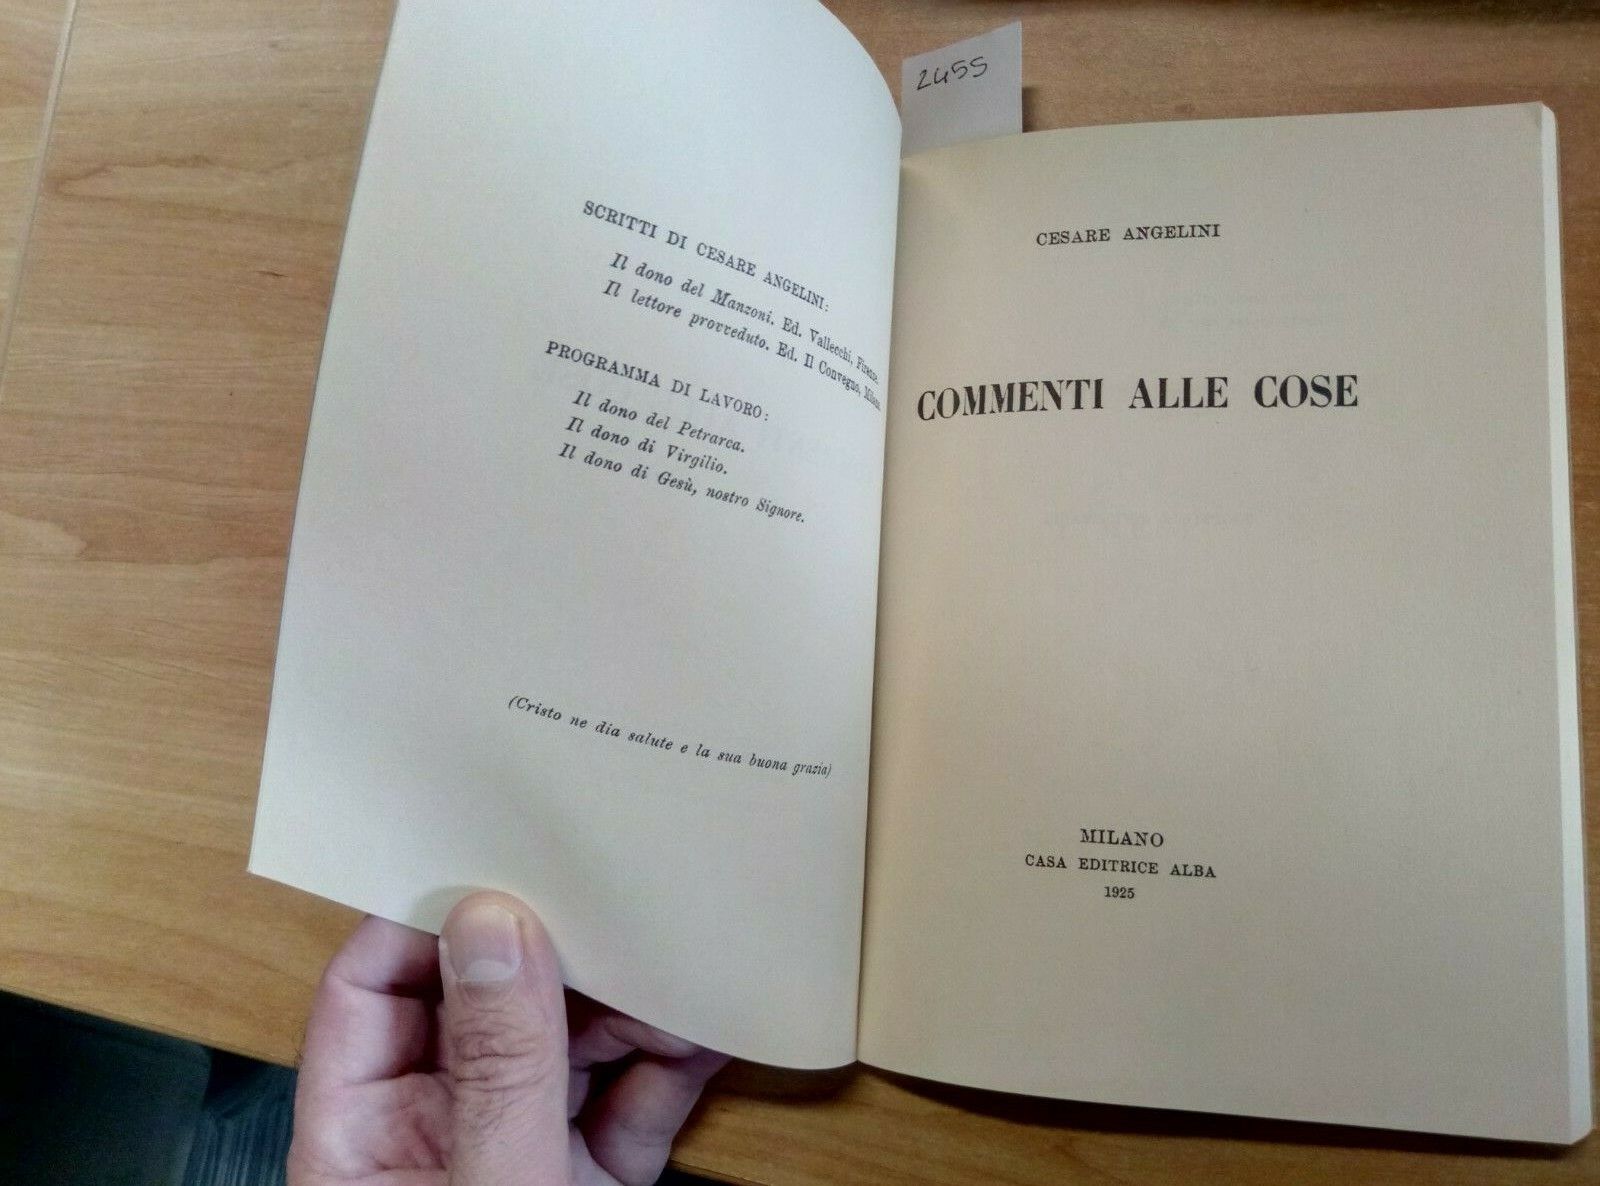 2455
SCRITTI DI CESARE ANGELINI:
Il dono del Manzoni. Ed. Vallecchi, Firenze.
Il lettore provveduto. Ed. Il Convegno, Milano.
PROGRAMMA DI LAVORO:
Il dono del Petrarca.
Il dono di Virgilio.
Il dono di Gesù, nostro Signore.
(Cristo ne dia salute e la sua buona grazia)
CESARE ANGELINI
COMMENTI ALLE COSE
MILANO
CASA EDITRICE ALBA
1925